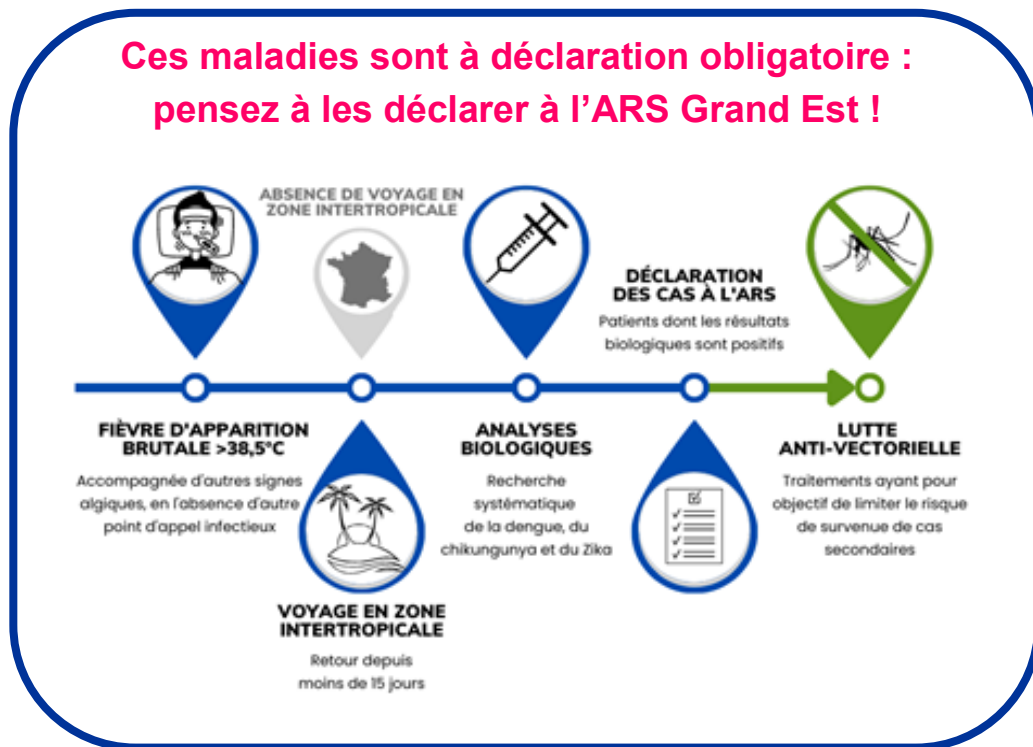 Ces maladies sont à déclaration obligatoire :
pensez à les déclarer à l'ARS Grand Est !
ABSENCE DE VOYAGE EN
ZONE INTERTROPICALE
DÉCLARATION
DES CAS À L'ARS
Patients dont les résultats
biologiques sont positifs
FIÈVRE D'APPARITION
BRUTALE >38,5°C
Accompagnée d'autres signes
algiques, en l'absence d'autre
point d'appel infectieux
ANALYSES
BIOLOGIQUES
Recherche
systématique
de la dengue, du
chikungunya et du Zika
LUTTE
ANTI-VECTORIELLE
Traitements ayant pour
objectif de limiter le risque
de survenue de cas
secondaires
VOYAGE EN ZONE
INTERTROPICALE
Retour depuis
moins de 15 jours